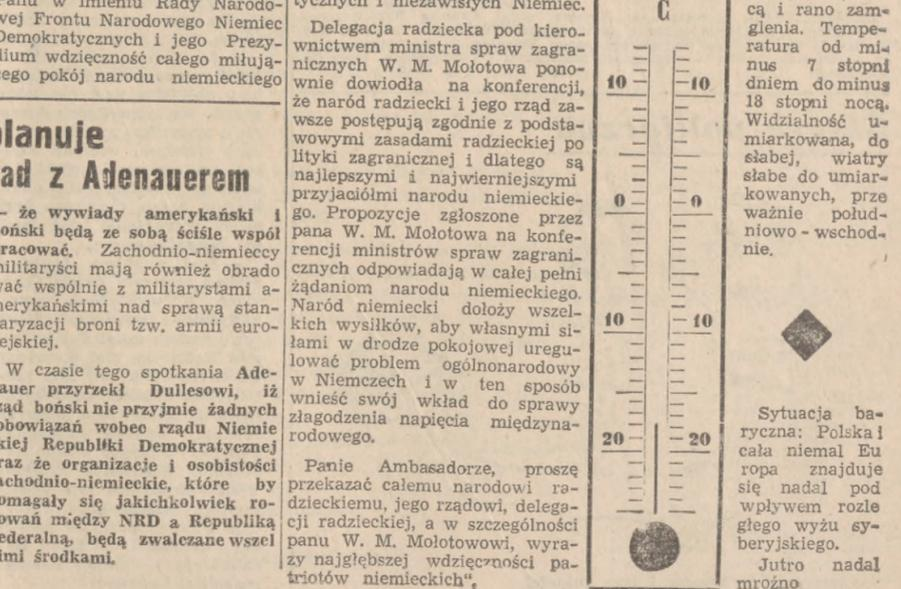 w imieniu Rady Narodo-
wej Frontu Narodowego Niemiec
Demokratycznych i jego Prezy-
dium wdzięczność całego miłują-
cego pokój narodu niemieckiego
planuje
ad z Adenauerem
— że wywiady amerykański i
boński będą ze sobą ściśle współ
pracować. Zachodnio-niemieccy
militaryści mają również obrado
wać wspólnie z militarystami a-
merykańskimi nad sprawą stan-
daryzacji broni tzw. armii euro-
pejskiej.
W czasie tego spotkania Ade-
nauer przyrzekł Dullesowi, iż
rząd boński nie przyjmie żadnych
zobowiązań wobec rządu Niemie
ckiej Republiki Demokratycznej
oraz że organizacje i osobistości
zachodnio-niemieckie, które by
domagały się jakichkolwiek ro-
kowań między NRD a Republiką
Federalną, będą zwalczane wszel
kimi środkami.
tycznych i niezawisłych Niemiec.
Delegacja radziecka pod kiero-
wnictwem ministra spraw zagra-
nicznych W. M. Mołotowa pono-
wnie dowiodła na konferencji,
że naród radziecki i jego rząd za-
wsze postępują zgodnie z podsta-
wowymi zasadami radzieckiej po
lityki zagranicznej i dlatego są
najlepszymi i najwierniejszymi
przyjaciółmi narodu niemieckie-
go. Propozycje zgłoszone przez
pana W. M. Mołotowa na konfe-
rencji ministrów spraw zagrani-
cznych odpowiadają w całej pełni
żądaniom narodu niemieckiego.
Naród niemiecki dołoży wszel-
kich wysiłków, aby własnymi si-
łami w drodze pokojowej uregu-
lować problem ogólnonarodowy
w Niemczech i w ten sposób
wnieść swój wkład do sprawy
złagodzenia napięcia międzyna-
rodowego.
Panie Ambasadorze, proszę
przekazać całemu narodowi ra-
dzieckiemu, jego rządowi, delega-
cji radzieckiej, a w szczególności
panu W. M. Mołotowowi, wyra-
zy najgłębszej wdzięczności pa-
triotów niemieckich".
C
10 10
0 0
10 10
20 20
cą i rano zam-
glenia. Tempe-
ratura od mi-
nus 7 stopni
dniem do minus
18 stopni nocą.
Widzialność u-
miarkowana, do
słabej, wiatry
słabe do umiar-
kowanych, prze
ważnie połud-
niowo - wschod-
nie.
Sytuacja ba-
ryczna: Polska i
cała niemal Eu
ropa znajduje
się nadal pod
wpływem rozle
głego wyżu sy-
beryjskiego.
Jutro nadal
mroźno